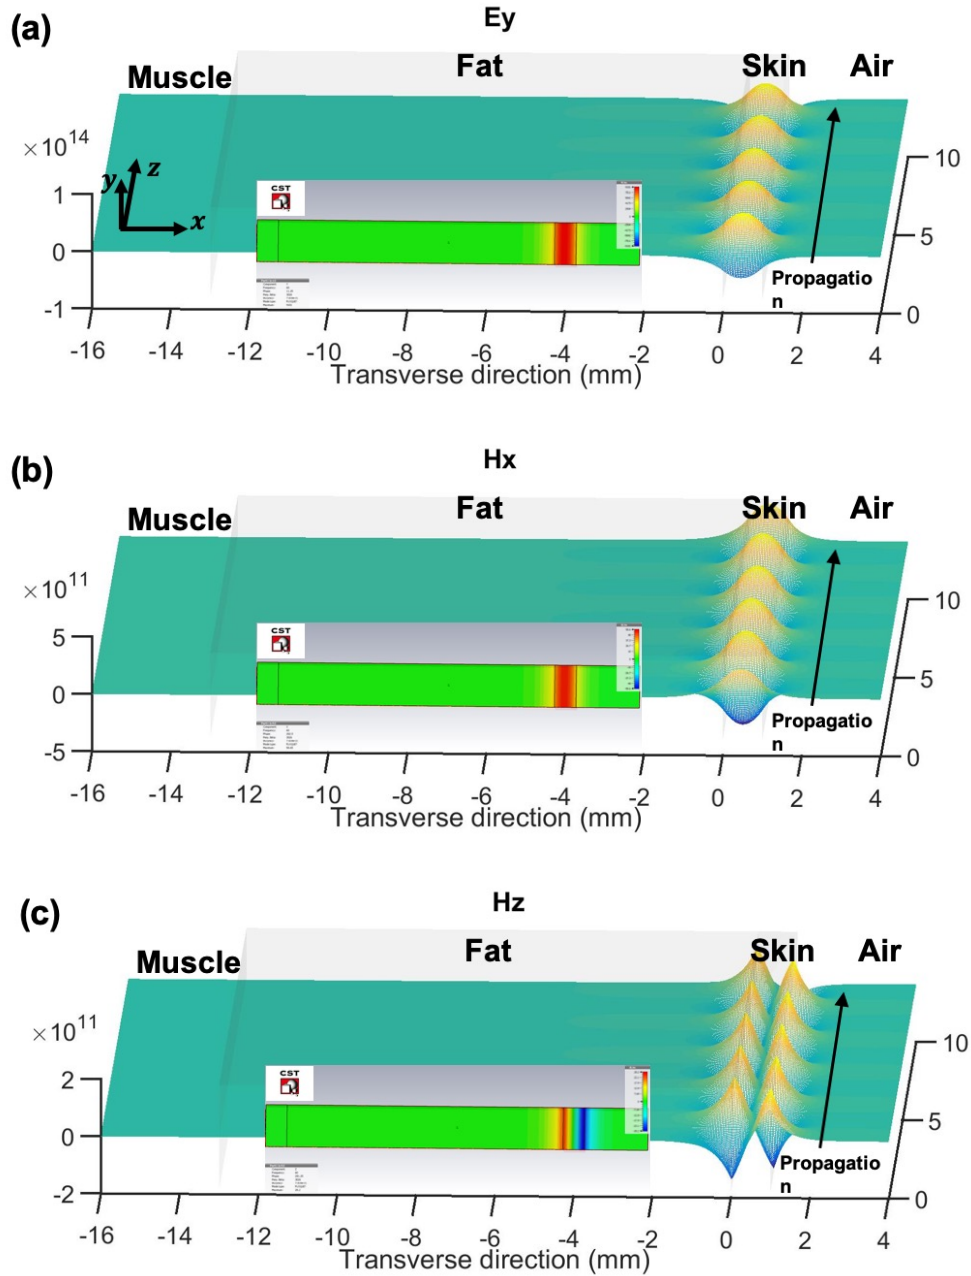 (a)
Ey
Muscle Fat Skin Air
×10^14
1
0
-1
y z x
CST
10
5
0
Propagatio
n
-16 -14 -12 -10 -8 -6 -4 -2 0 2 4
Transverse direction (mm)
(b)
Hx
Muscle Fat Skin Air
×10^11
5
0
-5
CST
10
5
0
Propagatio
n
-16 -14 -12 -10 -8 -6 -4 -2 0 2 4
Transverse direction (mm)
(c)
Hz
Muscle Fat Skin Air
×10^11
2
0
-2
CST
10
5
0
Propagatio
n
-16 -14 -12 -10 -8 -6 -4 -2 0 2 4
Transverse direction (mm)